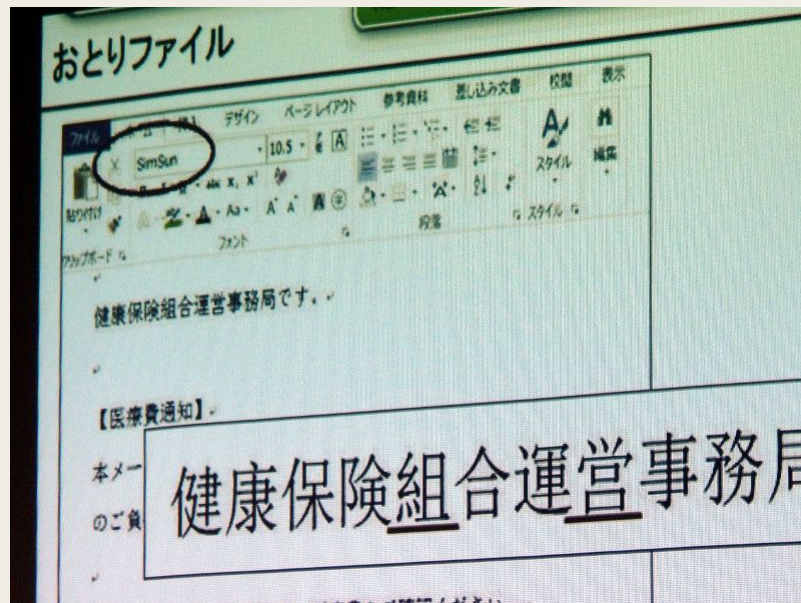 おとりファイル
ファイル
デザイン
ページレイアウト
参考資料
差し込み文書
校閲
表示
SimSun
10.5
貼り付け
スタイル
編集
クリップボード
フォント
段落
スタイル
健康保険組合運営事務局です。
【医療費通知】
本メー
のご負
健康保険組合運営事務局